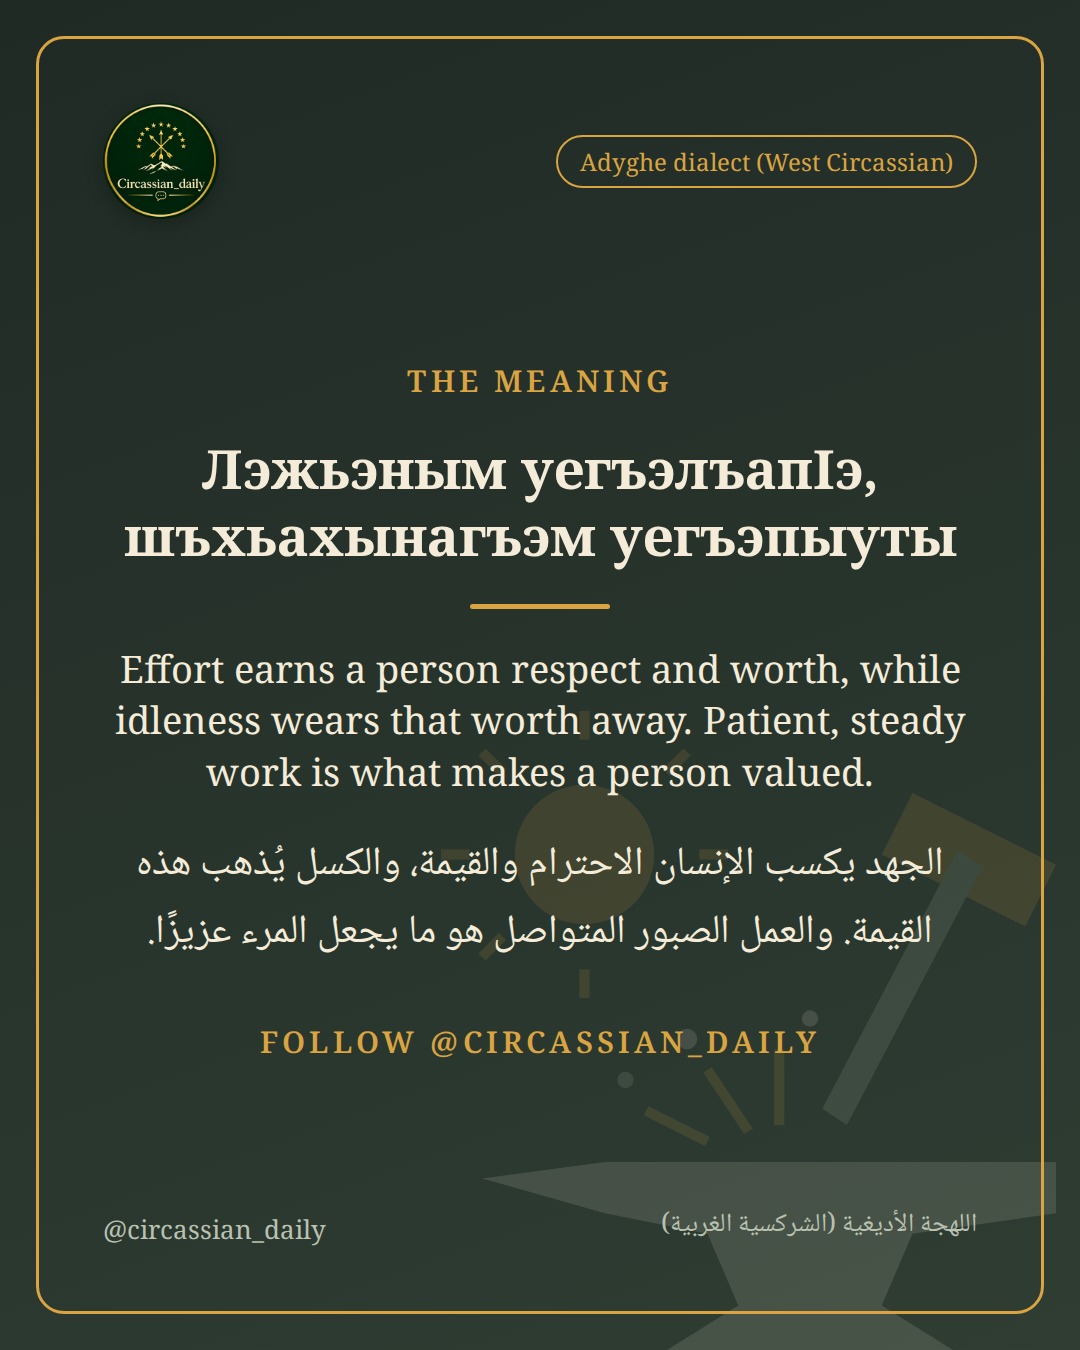 Circassian_daily
Adyghe dialect (West Circassian)
THE MEANING
Лэжьэным уегъэлъапӏэ,
шъхьахынагъэм уегъэпыуты
Effort earns a person respect and worth, while
idleness wears that worth away. Patient, steady
work is what makes a person valued.
الجهد يكسب الإنسان الاحترام والقيمة، والكسل يُذهب هذه
القيمة. والعمل الصبور المتواصل هو ما يجعل المرء عزيزًا.
FOLLOW @CIRCASSIAN_DAILY
@circassian_daily
اللهجة الأديغية (الشركسية الغربية)